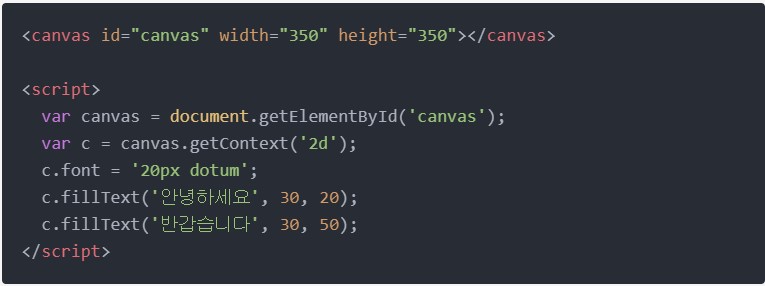 <canvas id="canvas" width="350" height="350"></canvas>
<script>
var canvas = document.getElementById('canvas');
var c = canvas.getContext('2d');
c.font = '20px dotum';
c.fillText('안녕하세요', 30, 20);
c.fillText('반갑습니다', 30, 50);
</script>